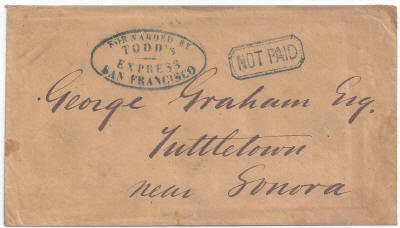 FORWARDED BY
TODD'S
EXPRESS
SAN FRANCISCO
NOT PAID
George Graham Esq.
Tuttletown
near Sonora